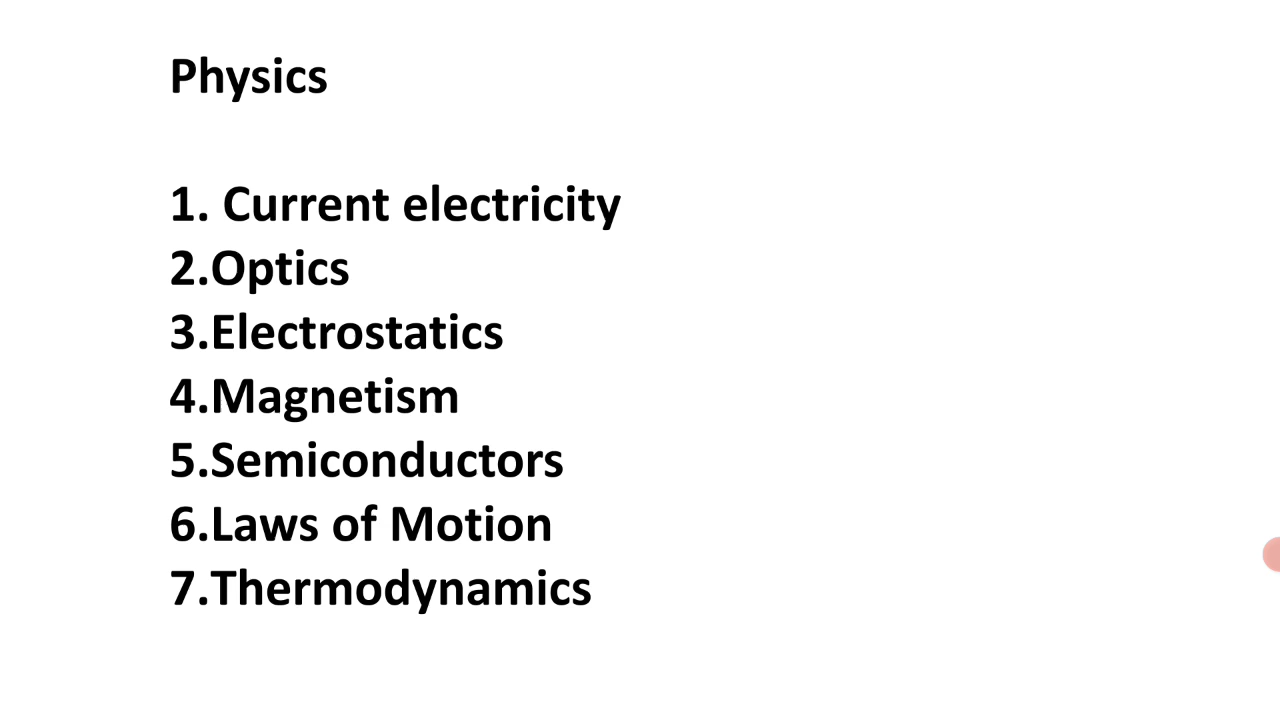 Physics
1. Current electricity
2.Optics
3.Electrostatics
4.Magnetism
5.Semiconductors
6.Laws of Motion
7.Thermodynamics